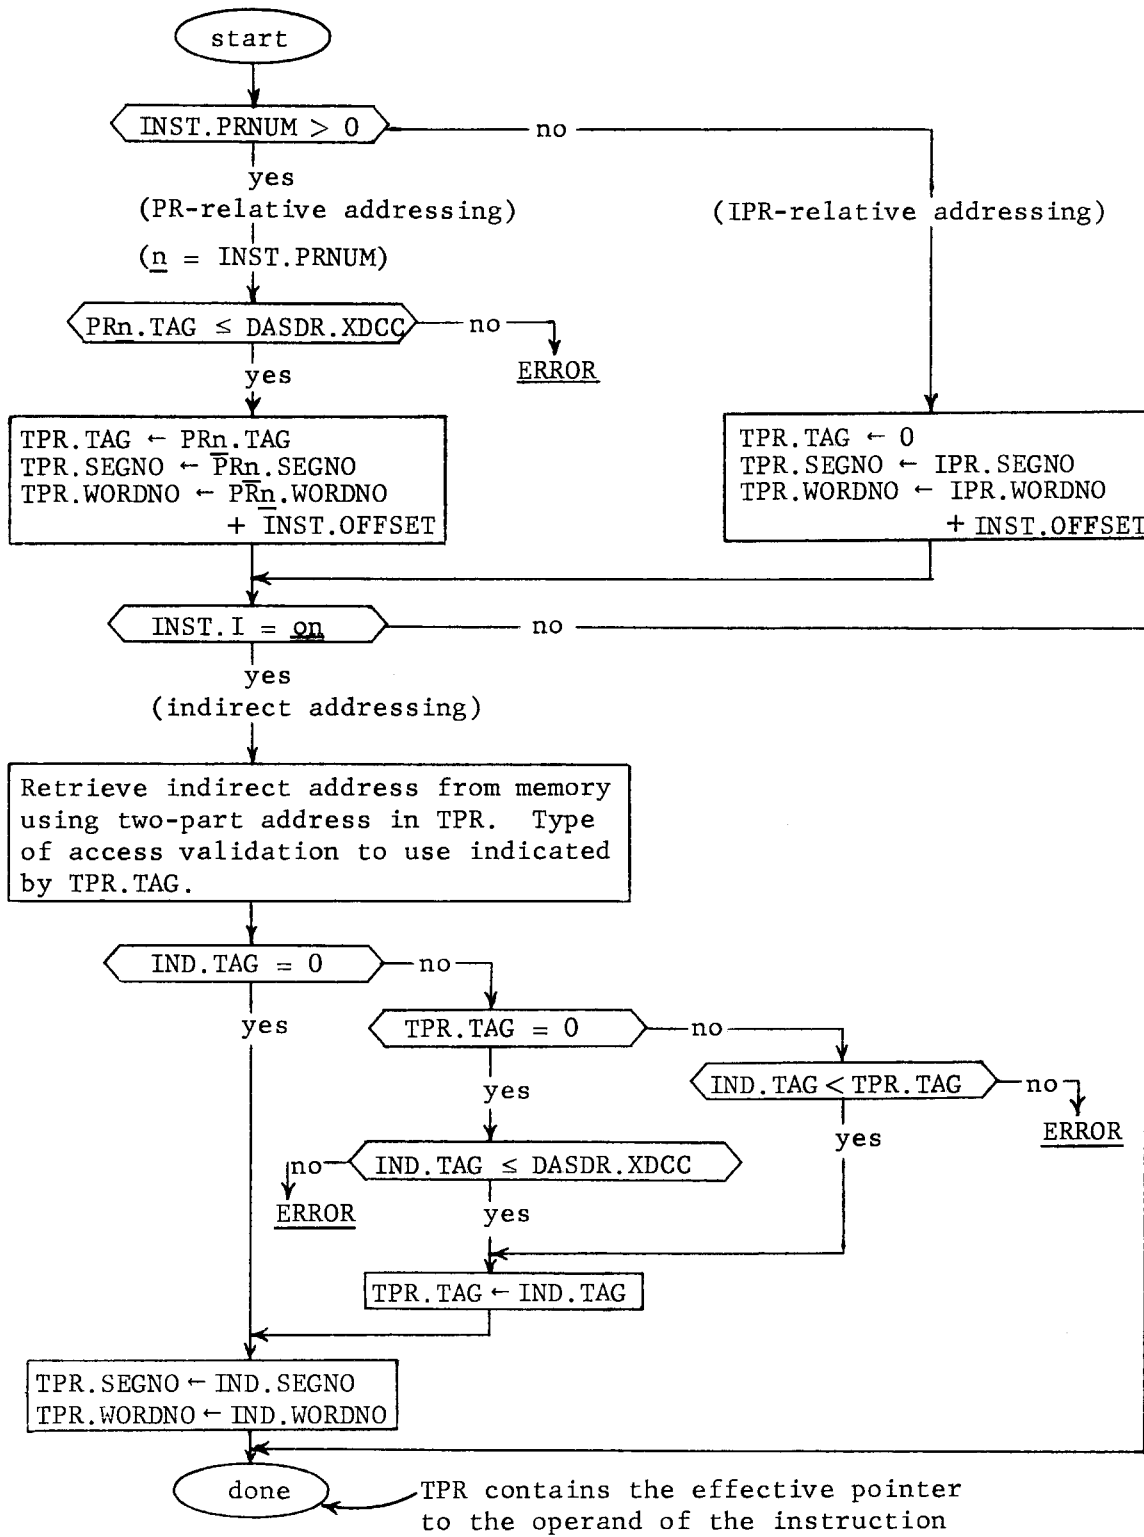 start
INST.PRNUM > 0
no
yes
(PR-relative addressing)
(IPR-relative addressing)
(n = INST.PRNUM)
PRn.TAG ≤ DASDR.XDCC
no
ERROR
yes
TPR.TAG ← PRn.TAG
TPR.SEGNO ← PRn.SEGNO
TPR.WORDNO ← PRn.WORDNO
+ INST.OFFSET
TPR.TAG ← 0
TPR.SEGNO ← IPR.SEGNO
TPR.WORDNO ← IPR.WORDNO
+ INST.OFFSET
INST.I = on
no
yes
(indirect addressing)
Retrieve indirect address from memory
using two-part address in TPR. Type
of access validation to use indicated
by TPR.TAG.
IND.TAG = 0
no
yes
TPR.TAG = 0
no
yes
IND.TAG < TPR.TAG
no
ERROR
yes
IND.TAG ≤ DASDR.XDCC
no
ERROR
yes
TPR.TAG ← IND.TAG
TPR.SEGNO ← IND.SEGNO
TPR.WORDNO ← IND.WORDNO
done
TPR contains the effective pointer
to the operand of the instruction